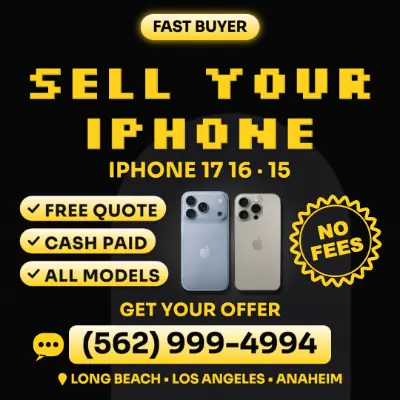 FAST BUYER
SELL YOUR
IPHONE
IPHONE 17 16 · 15
FREE QUOTE
CASH PAID
ALL MODELS
NO
FEES
GET YOUR OFFER
(562) 999-4994
LONG BEACH • LOS ANGELES • ANAHEIM